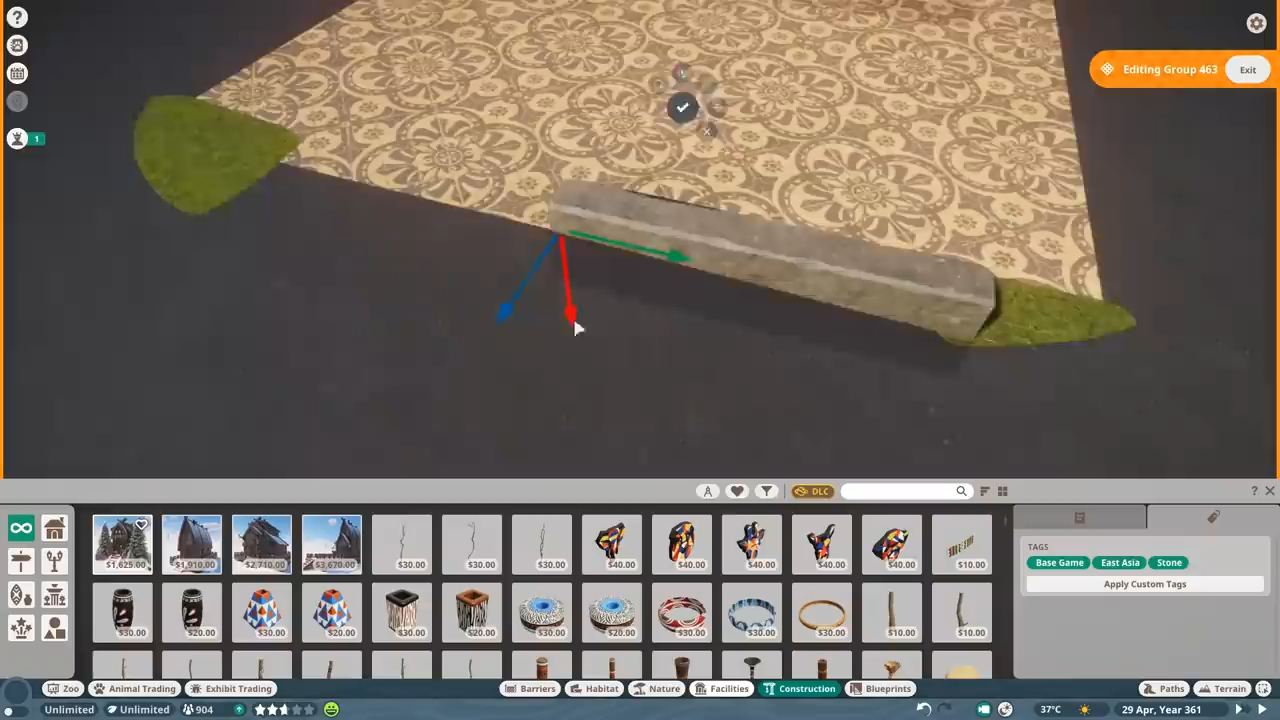 ?
Editing Group 463
Exit
1
DLC
? ×
$1,625.00 $1,910.00 $2,710.00 $3,670.00 $30.00 $30.00 $30.00 $40.00 $40.00 $40.00 $40.00 $40.00 $10.00
TAGS
Base Game East Asia Stone
Apply Custom Tags
$30.00 $20.00 $30.00 $20.00 $30.00 $20.00 $30.00 $20.00 $30.00 $30.00 $30.00 $10.00 $10.00
Zoo Animal Trading Exhibit Trading Barriers Habitat Nature Facilities Construction Blueprints Paths Terrain
Unlimited Unlimited 904 37°C 29 Apr, Year 361